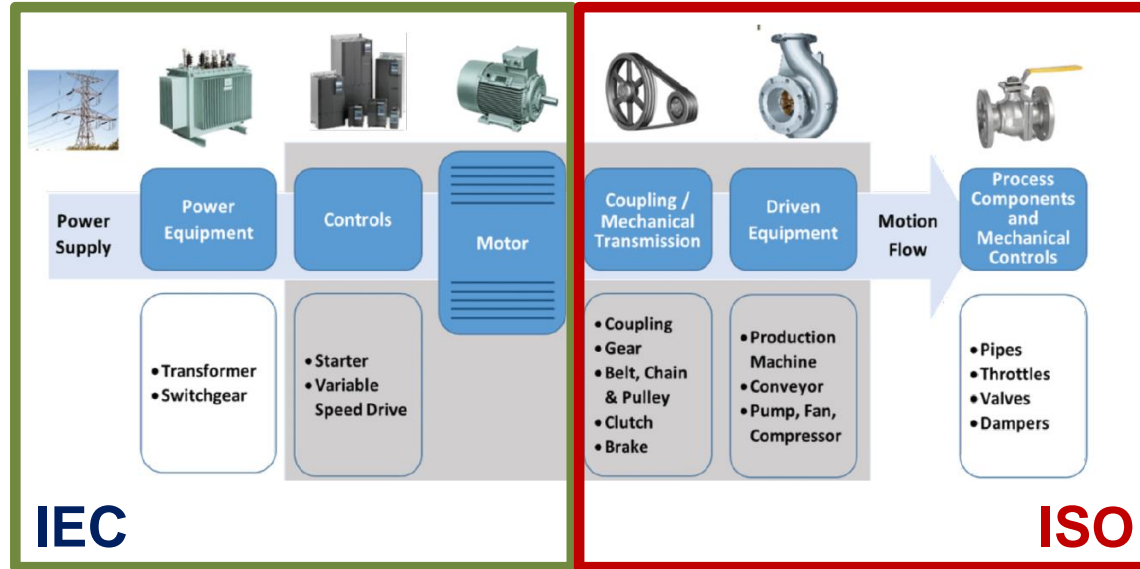 Power
Supply
Power
Equipment
Controls
Motor
Coupling /
Mechanical
Transmission
Driven
Equipment
Motion
Flow
Process
Components
and
Mechanical
Controls
• Transformer
• Switchgear
• Starter
• Variable
Speed Drive
• Coupling
• Gear
• Belt, Chain
& Pulley
• Clutch
• Brake
• Production
Machine
• Conveyor
• Pump, Fan,
Compressor
• Pipes
• Throttles
• Valves
• Dampers
IEC
ISO